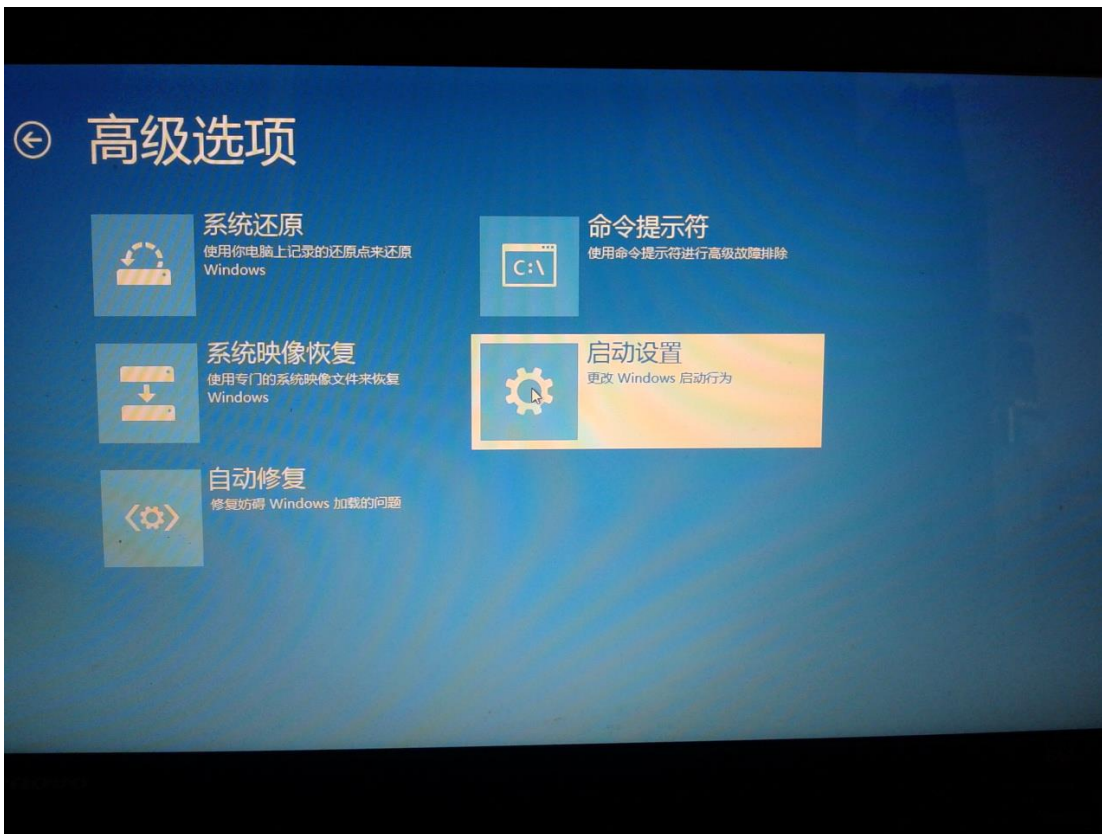 高级选项
系统还原
使用你电脑上记录的还原点来还原
Windows
命令提示符
使用命令提示符进行高级故障排除
C:\
系统映像恢复
使用专门的系统映像文件来恢复
Windows
启动设置
更改 Windows 启动行为
自动修复
修复妨碍 Windows 加载的问题